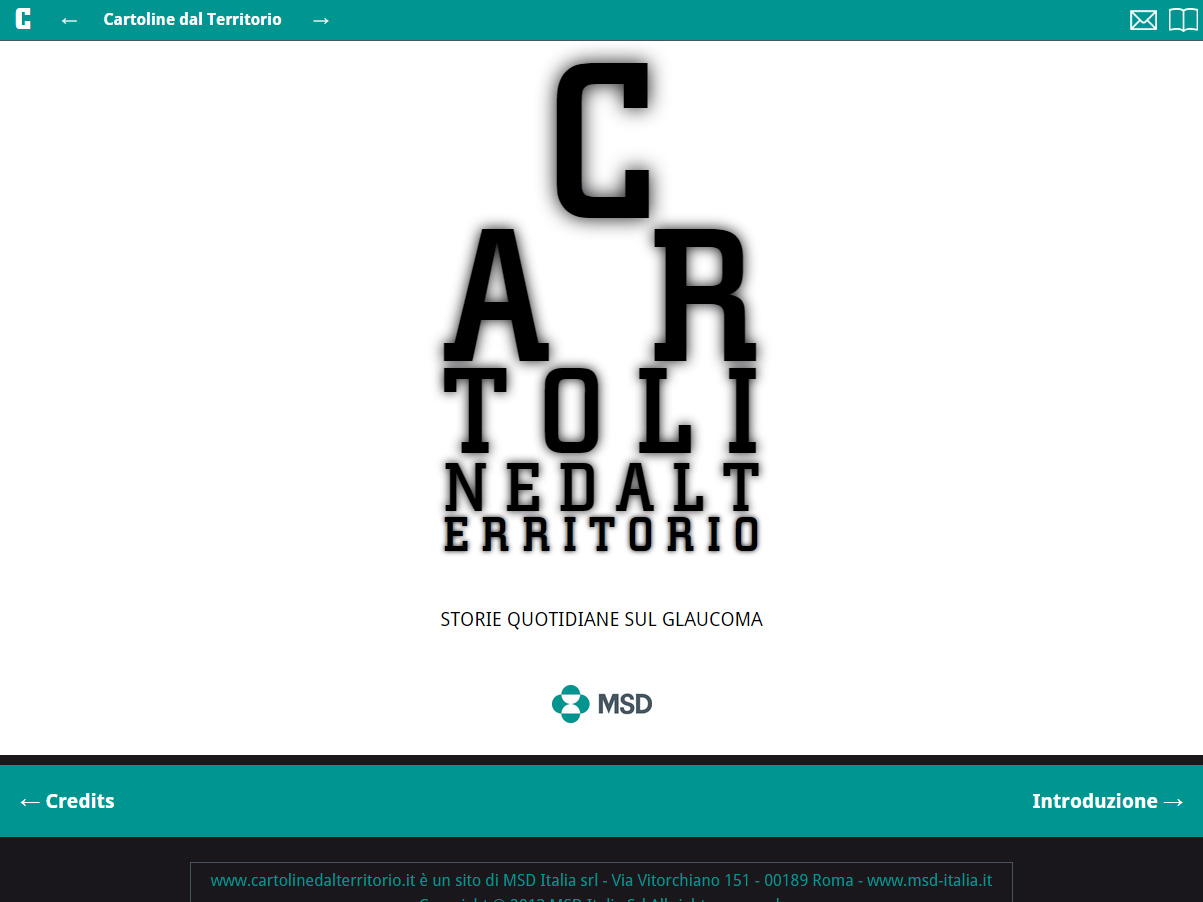 C ← Cartoline dal Territorio →
C
A R
T O L I
N E D A L T
E R R I T O R I O
STORIE QUOTIDIANE SUL GLAUCOMA
MSD
← Credits
Introduzione →
www.cartolinedalterritorio.it è un sito di MSD Italia srl - Via Vitorchiano 151 - 00189 Roma - www.msd-italia.it